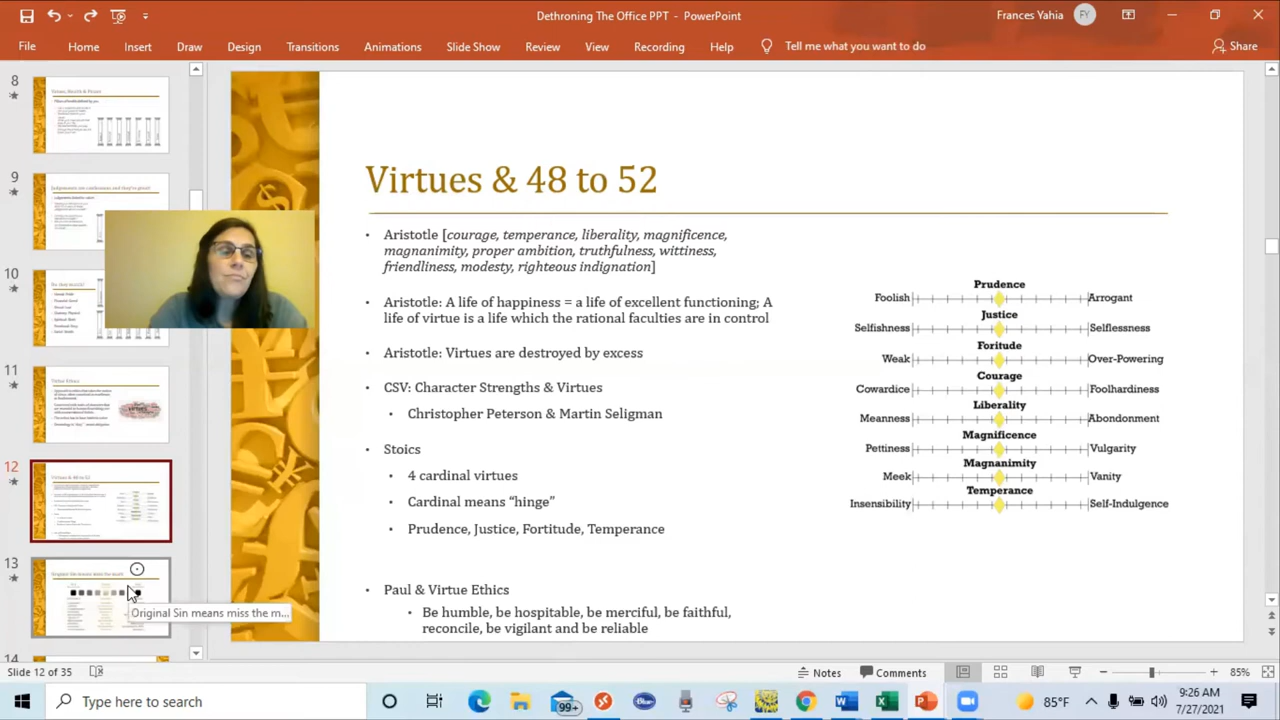 Dethroning The Office PPT - PowerPoint
Frances Yahia
FY
File Home Insert Draw Design Transitions Animations Slide Show Review View Recording Help Tell me what you want to do Share
8
9
10
11
12
13
14
Virtues & 48 to 52
• Aristotle [courage, temperance, liberality, magnificence,
magnanimity, proper ambition, truthfulness, wittiness,
friendliness, modesty, righteous indignation]
• Aristotle: A life of happiness = a life of excellent functioning; A
life of virtue is a life which the rational faculties are in control
• Aristotle: Virtues are destroyed by excess
• CSV: Character Strengths & Virtues
• Christopher Peterson & Martin Seligman
• Stoics
• 4 cardinal virtues
• Cardinal means “hinge”
• Prudence, Justice, Fortitude, Temperance
• Paul & Virtue Ethics
• Be humble, be hospitable, be merciful, be faithful,
reconcile, be vigilant and be reliable
Prudence
Foolish Arrogant
Justice
Selfishness Selflessness
Foritude
Weak Over-Powering
Courage
Cowardice Foolhardiness
Liberality
Meanness Abondonment
Magnificence
Pettiness Vulgarity
Magnanimity
Meek Vanity
Temperance
Insensibility Self-Indulgence
Original Sin means miss the m...
Slide 12 of 35
Notes Comments 85%
Type here to search
99+
85°F
9:26 AM
7/27/2021